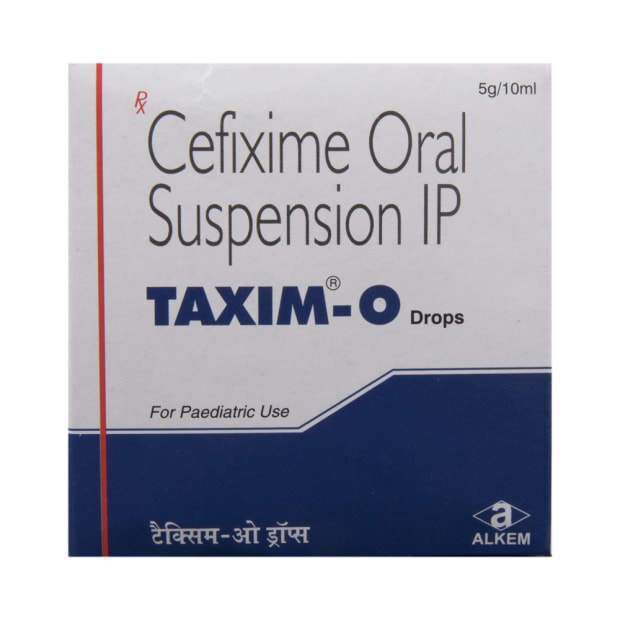 5g/10ml
Rx
Cefixime Oral
Suspension IP
TAXIM®-O Drops
For Paediatric Use
टैक्सिम-ओ ड्रॉप्स
a
ALKEM